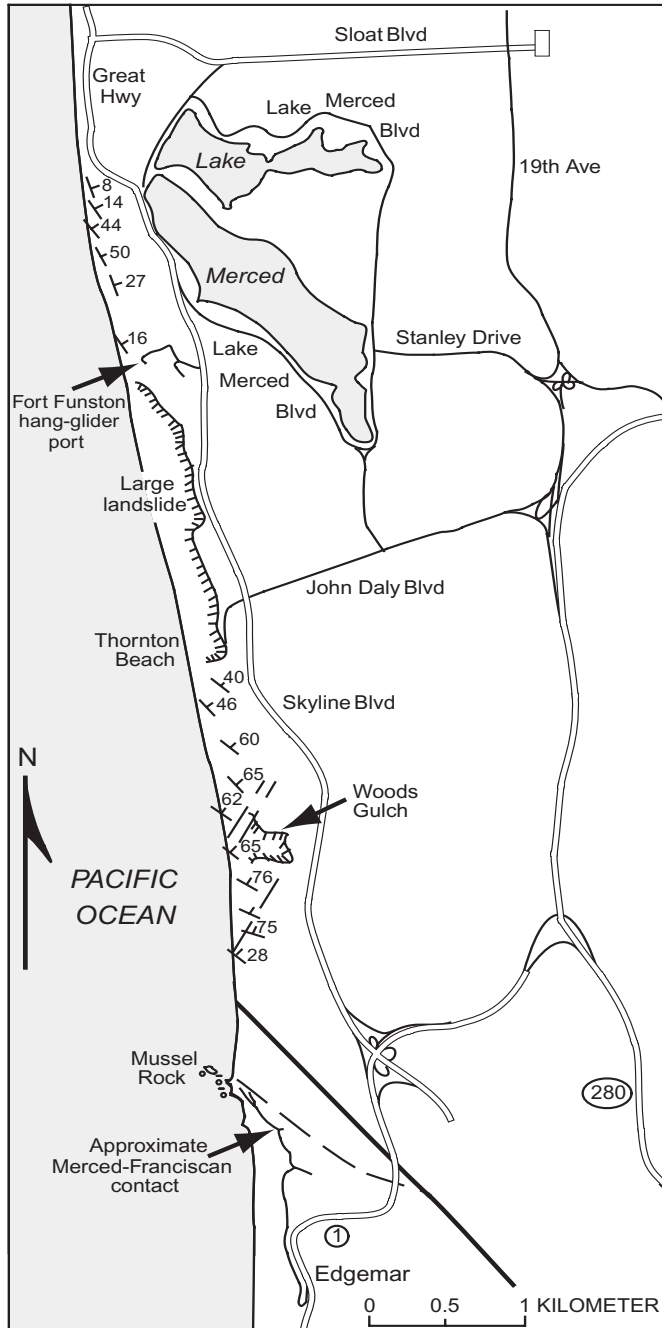 Sloat Blvd
Great
Hwy
Lake Merced
Blvd
Lake
19th Ave
8
14
44
50
27
Merced
16
Stanley Drive
Lake
Merced
Blvd
Fort Funston
hang-glider
port
Large
landslide
John Daly Blvd
Thornton
Beach
40
46
Skyline Blvd
60
N
65
62
Woods
Gulch
65
PACIFIC
OCEAN
76
75
28
Mussel
Rock
280
Approximate
Merced-Franciscan
contact
1
Edgemar
0 0.5 1 KILOMETER